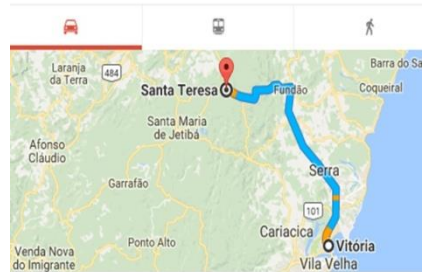 Laranja
da Terra
484
Barra do Sa
Santa Teresa
Fundão
Coqueiral
Santa Maria
de Jetibá
Afonso
Cláudio
Garrafão
Serra
101
Cariacica
Ponto Alto
Vitória
Venda Nova
do Imigrante
Vila Velha